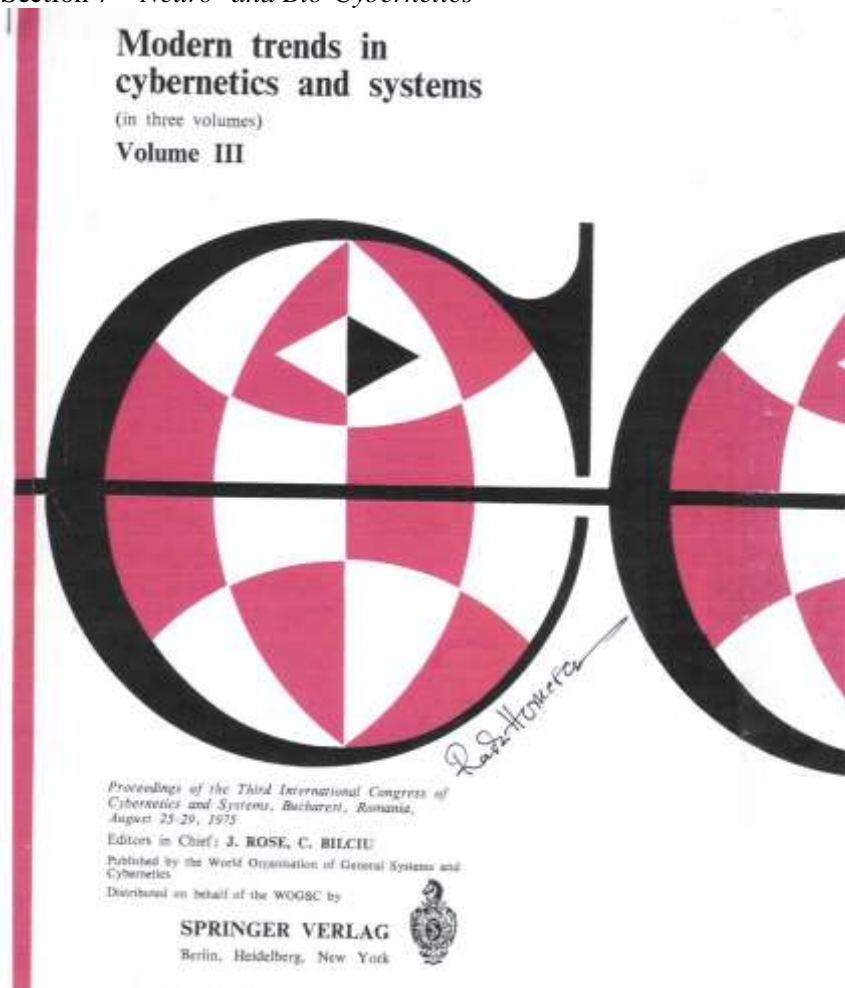 Section 7 – Neuro- and Bio-Cybernetics
Modern trends in
cybernetics and systems
(in three volumes)
Volume III
Proceedings of the Third International Congress of
Cybernetics and Systems, Bucharest, Romania,
August 25-29, 1975
Editors in Chief: J. ROSE, C. BILCIU
Published by the World Organisation of General Systems and
Cybernetics
Distributed on behalf of the WOGSC by
SPRINGER VERLAG
Berlin, Heidelberg, New York